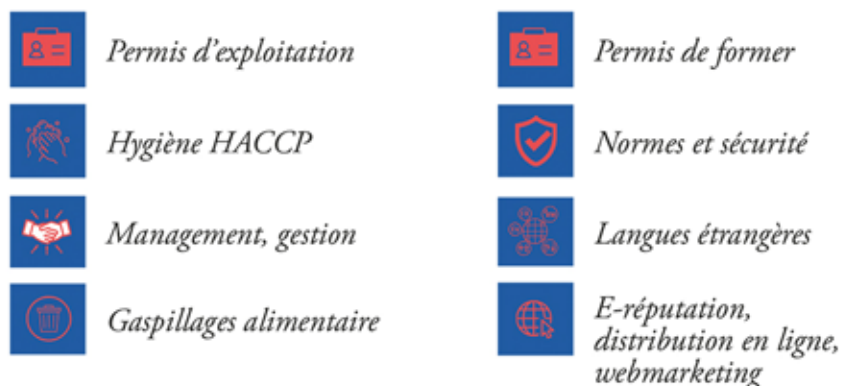 Permis d'exploitation
Permis de former
Hygiène HACCP
Normes et sécurité
Management, gestion
Langues étrangères
Gaspillages alimentaire
E-réputation,
distribution en ligne,
webmarketing